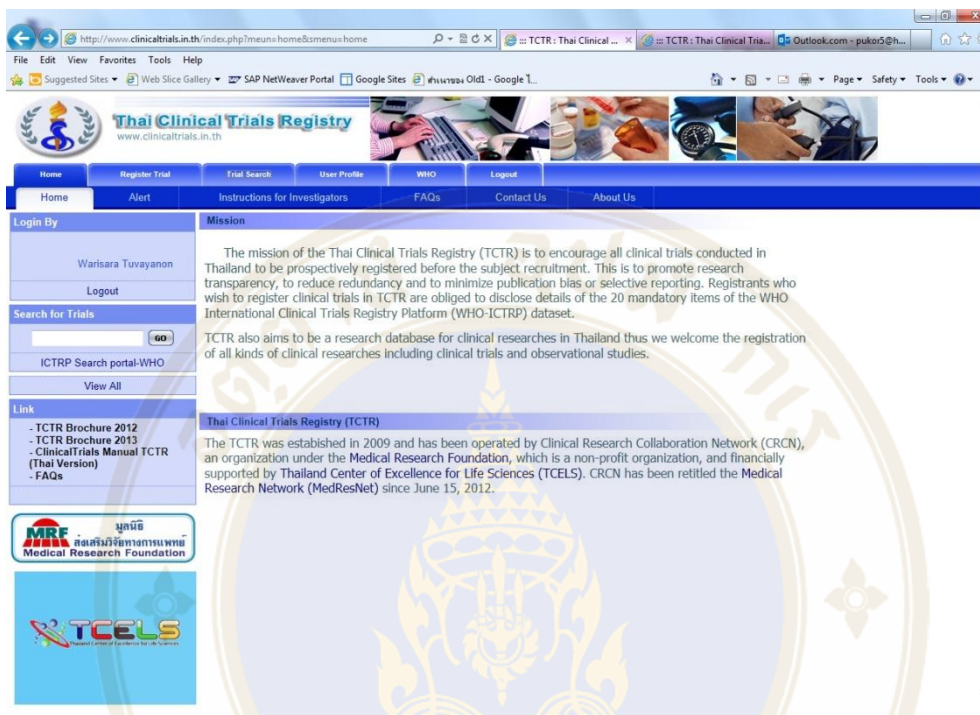 http://www.clinicaltrials.in.th/index.php?meun=home&smenu=home
::: TCTR : Thai Clinical ...
::: TCTR : Thai Clinical Tria...
Outlook.com - pukor5@h...
File Edit View Favorites Tools Help
Suggested Sites
Web Slice Gallery
SAP NetWeaver Portal
Google Sites
Page Safety Tools
Thai Clinical Trials Registry
www.clinicaltrials.in.th
Home Register Trial Trial Search User Profile WHO Logout
Home Alert Instructions for Investigators FAQs Contact Us About Us
Login By
Warisara Tuvayanon
Logout
Search for Trials
GO
ICTRP Search portal-WHO
View All
Link
- TCTR Brochure 2012
- TCTR Brochure 2013
- ClinicalTrials Manual TCTR
(Thai Version)
- FAQs
มูลนิธิ
MRF ส่งเสริมวิจัยทางการแพทย์
Medical Research Foundation
TCELS
Thailand Center of Excellence for Life Sciences
Mission
The mission of the Thai Clinical Trials Registry (TCTR) is to encourage all clinical trials conducted in
Thailand to be prospectively registered before the subject recruitment. This is to promote research
transparency, to reduce redundancy and to minimize publication bias or selective reporting. Registrants who
wish to register clinical trials in TCTR are obliged to disclose details of the 20 mandatory items of the WHO
International Clinical Trials Registry Platform (WHO-ICTRP) dataset.
TCTR also aims to be a research database for clinical researches in Thailand thus we welcome the registration
of all kinds of clinical researches including clinical trials and observational studies.
Thai Clinical Trials Registry (TCTR)
The TCTR was established in 2009 and has been operated by Clinical Research Collaboration Network (CRCN),
an organization under the Medical Research Foundation, which is a non-profit organization, and financially
supported by Thailand Center of Excellence for Life Sciences (TCELS). CRCN has been retitled the Medical
Research Network (MedResNet) since June 15, 2012.